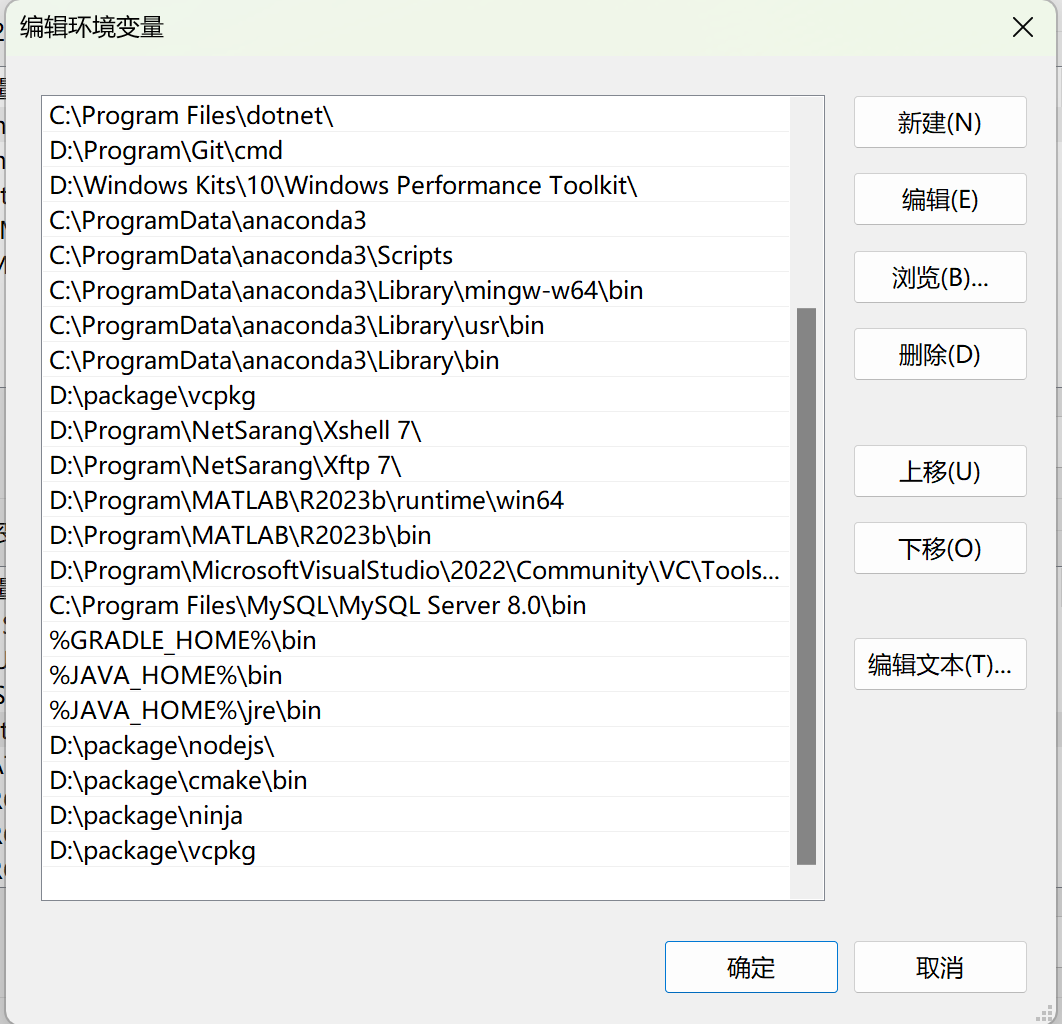 编辑环境变量
C:\Program Files\dotnet\
D:\Program\Git\cmd
D:\Windows Kits\10\Windows Performance Toolkit\
C:\ProgramData\anaconda3
C:\ProgramData\anaconda3\Scripts
C:\ProgramData\anaconda3\Library\mingw-w64\bin
C:\ProgramData\anaconda3\Library\usr\bin
C:\ProgramData\anaconda3\Library\bin
D:\package\vcpkg
D:\Program\NetSarang\Xshell 7\
D:\Program\NetSarang\Xftp 7\
D:\Program\MATLAB\R2023b\runtime\win64
D:\Program\MATLAB\R2023b\bin
D:\Program\MicrosoftVisualStudio\2022\Community\VC\Tools...
C:\Program Files\MySQL\MySQL Server 8.0\bin
%GRADLE_HOME%\bin
%JAVA_HOME%\bin
%JAVA_HOME%\jre\bin
D:\package\nodejs\
D:\package\cmake\bin
D:\package\ninja
D:\package\vcpkg
新建(N)
编辑(E)
浏览(B)...
删除(D)
上移(U)
下移(O)
编辑文本(T)...
确定
取消